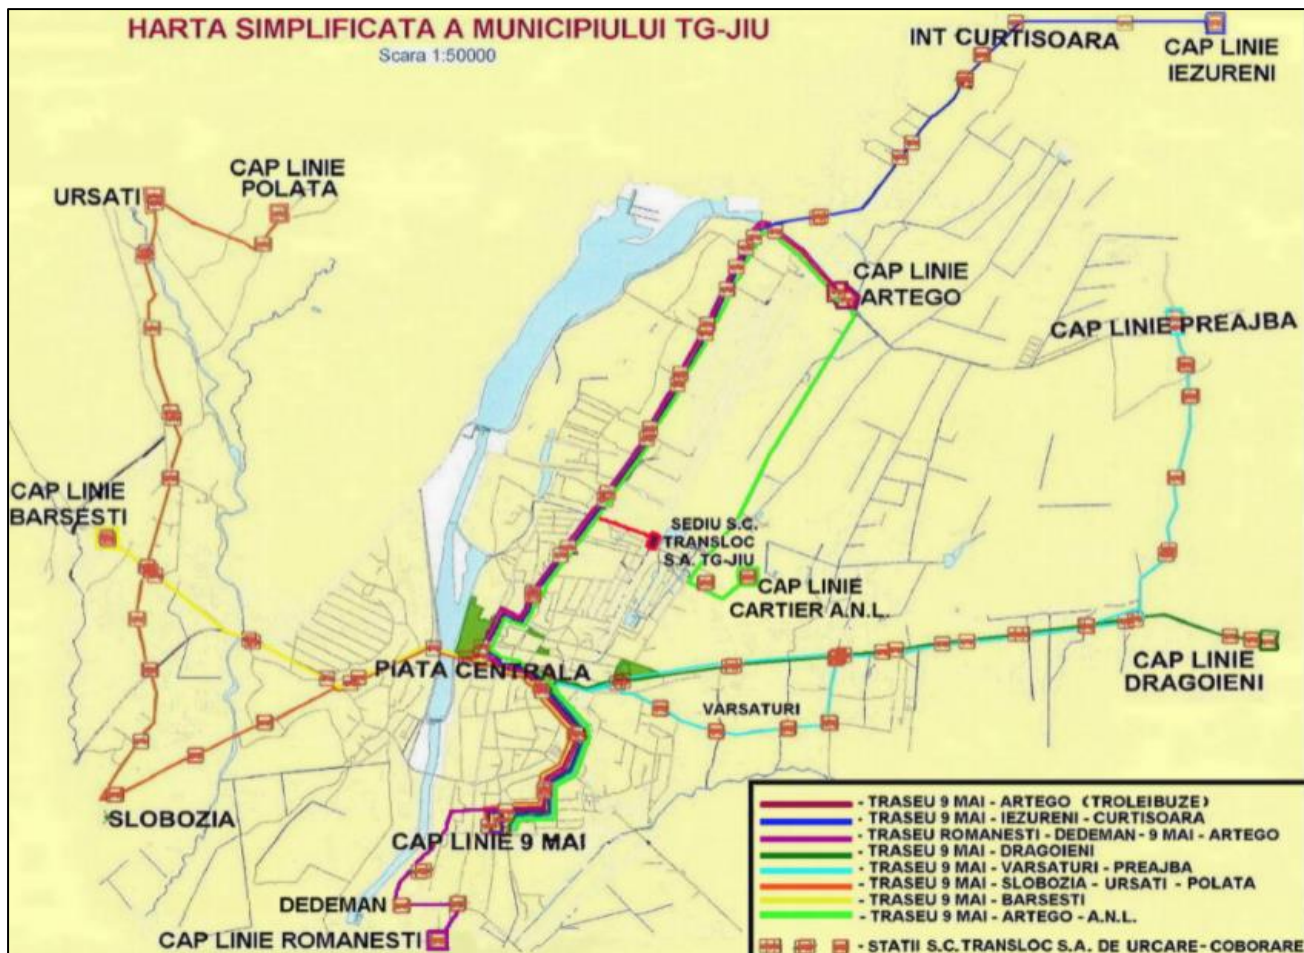 HARTA SIMPLIFICATA A MUNICIPIULUI TG-JIU
Scara 1:50000
INT CURTISOARA
CAP LINIE
IEZURENI
CAP LINIE
POLATA
URSATI
CAP LINIE
ARTEGO
CAP LINIE PREAJBA
CAP LINIE
BARSESTI
SEDIU S.C.
TRANSLOC
S.A. TG-JIU
CAP LINIE
CARTIER A.N.L.
PIATA CENTRALA
CAP LINIE
DRAGOIENI
VARSATURI
SLOBOZIA
CAP LINIE 9 MAI
DEDEMAN
CAP LINIE ROMANESTI
- TRASEU 9 MAI - ARTEGO (TROLEIBUZE)
- TRASEU 9 MAI - IEZURENI - CURTISOARA
- TRASEU ROMANESTI - DEDEMAN - 9 MAI - ARTEGO
- TRASEU 9 MAI - DRAGOIENI
- TRASEU 9 MAI - VARSATURI - PREAJBA
- TRASEU 9 MAI - SLOBOZIA - URSATI - POLATA
- TRASEU 9 MAI - BARSESTI
- TRASEU 9 MAI - ARTEGO - A.N.L.
- STATII S.C. TRANSLOC S.A. DE URCARE-COBORARE